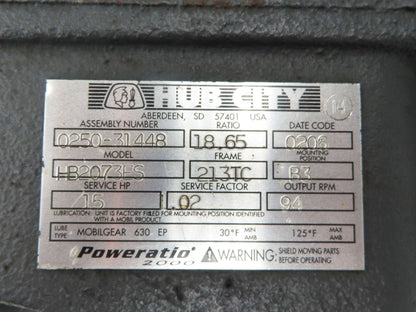 HUB CITY
14
ABERDEEN, SD 57401 USA
ASSEMBLY NUMBER RATIO DATE CODE
0250-31448 18.65 0206
MODEL FRAME MOUNTING
HB2073LS 213TC B3
SERVICE HP SERVICE FACTOR OUTPUT RPM
15 1.02 94
LUBRICATION: UNIT IS FACTORY FILLED FOR MOUNTING POSITION IDENTIFIED
WITH A MOBIL PRODUCT
LUBE TYPE MOBILGEAR 630 EP 30°F MIN AMB 125°F MAX AMB
Poweratio 2000 WARNING: SHIELD MOVING PARTS
BEFORE OPERATING